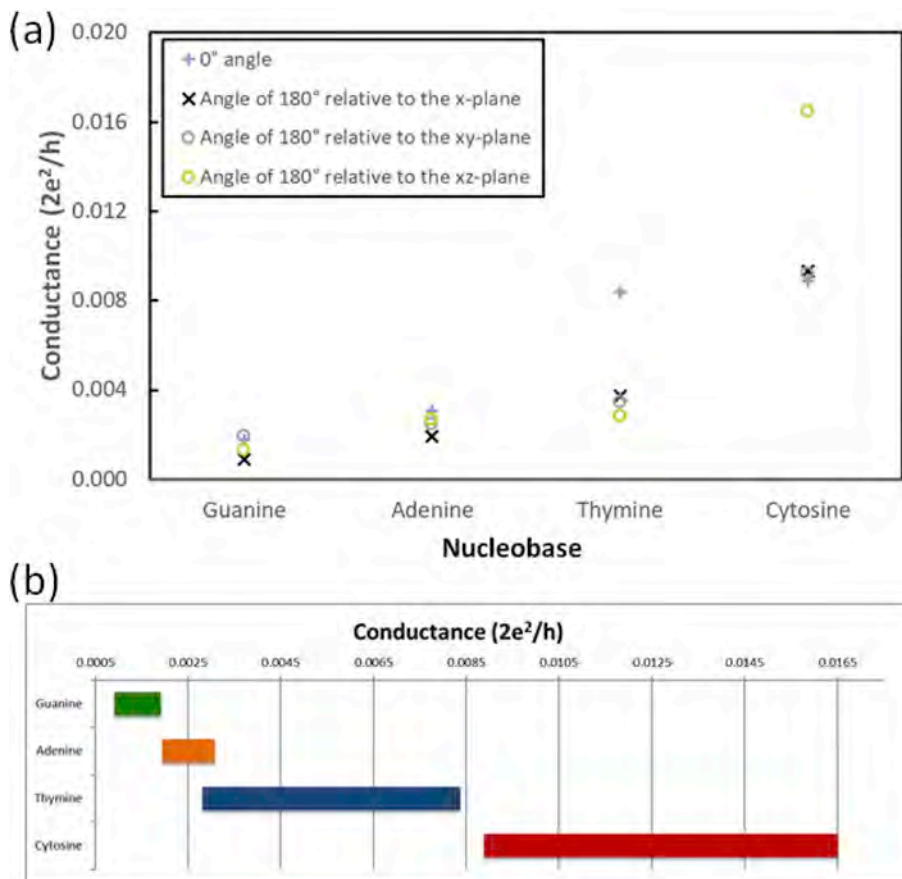 (a)
0.020
0° angle
Angle of 180° relative to the x-plane
Angle of 180° relative to the xy-plane
Angle of 180° relative to the xz-plane
0.016
0.012
0.008
0.004
0.000
Conductance (2e²/h)
Guanine Adenine Thymine Cytosine
Nucleobase
(b)
Conductance (2e²/h)
0.0005 0.0025 0.0045 0.0065 0.0085 0.0105 0.0125 0.0145 0.0165
Guanine
Adenine
Thymine
Cytosine